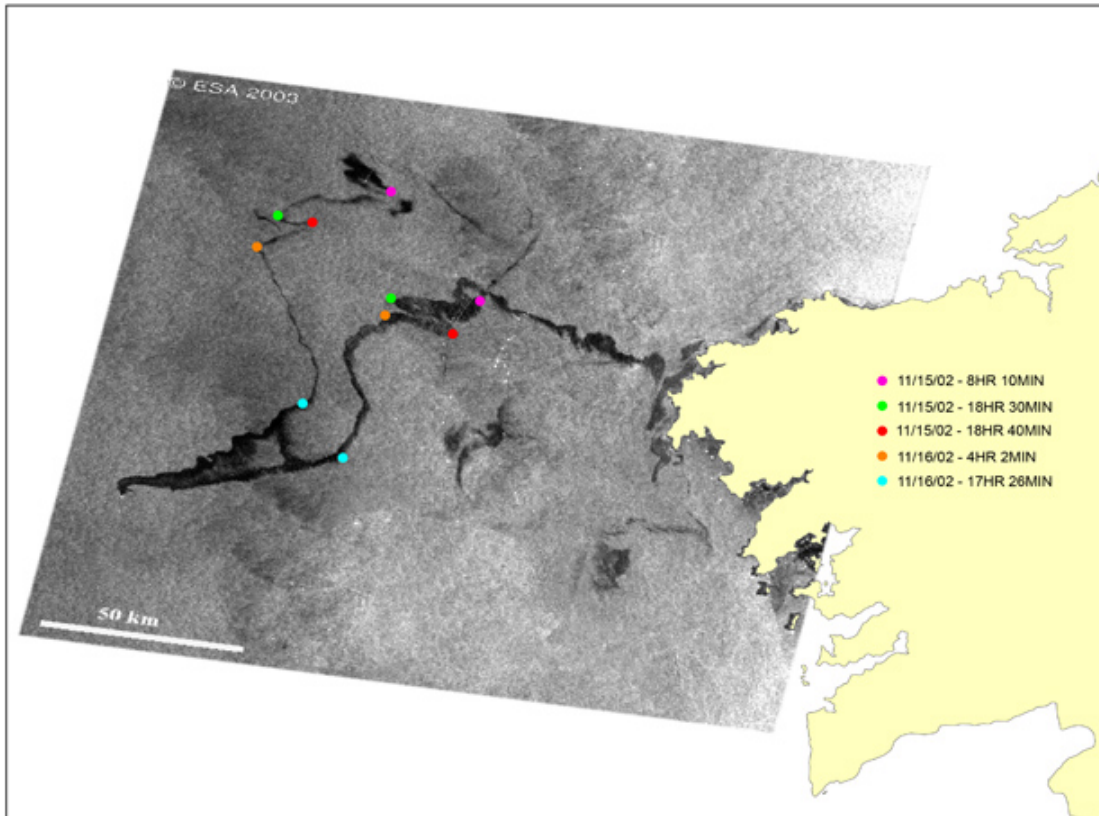 © ESA 2003
11/15/02 - 8HR 10MIN
11/15/02 - 18HR 30MIN
11/15/02 - 18HR 40MIN
11/16/02 - 4HR 2MIN
11/16/02 - 17HR 26MIN
50 km